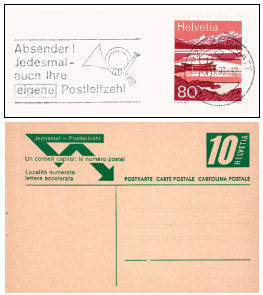 Absender!
Jedesmal-
auch Ihre
eigene Postleitzahl
Helvetia
80
Jedesmal – Postleitzahl
Un conseil capital: le numéro postal
Località numerata
lettera accelerata
10
HELVETIA
POSTKARTE CARTE POSTALE CARTOLINA POSTALE